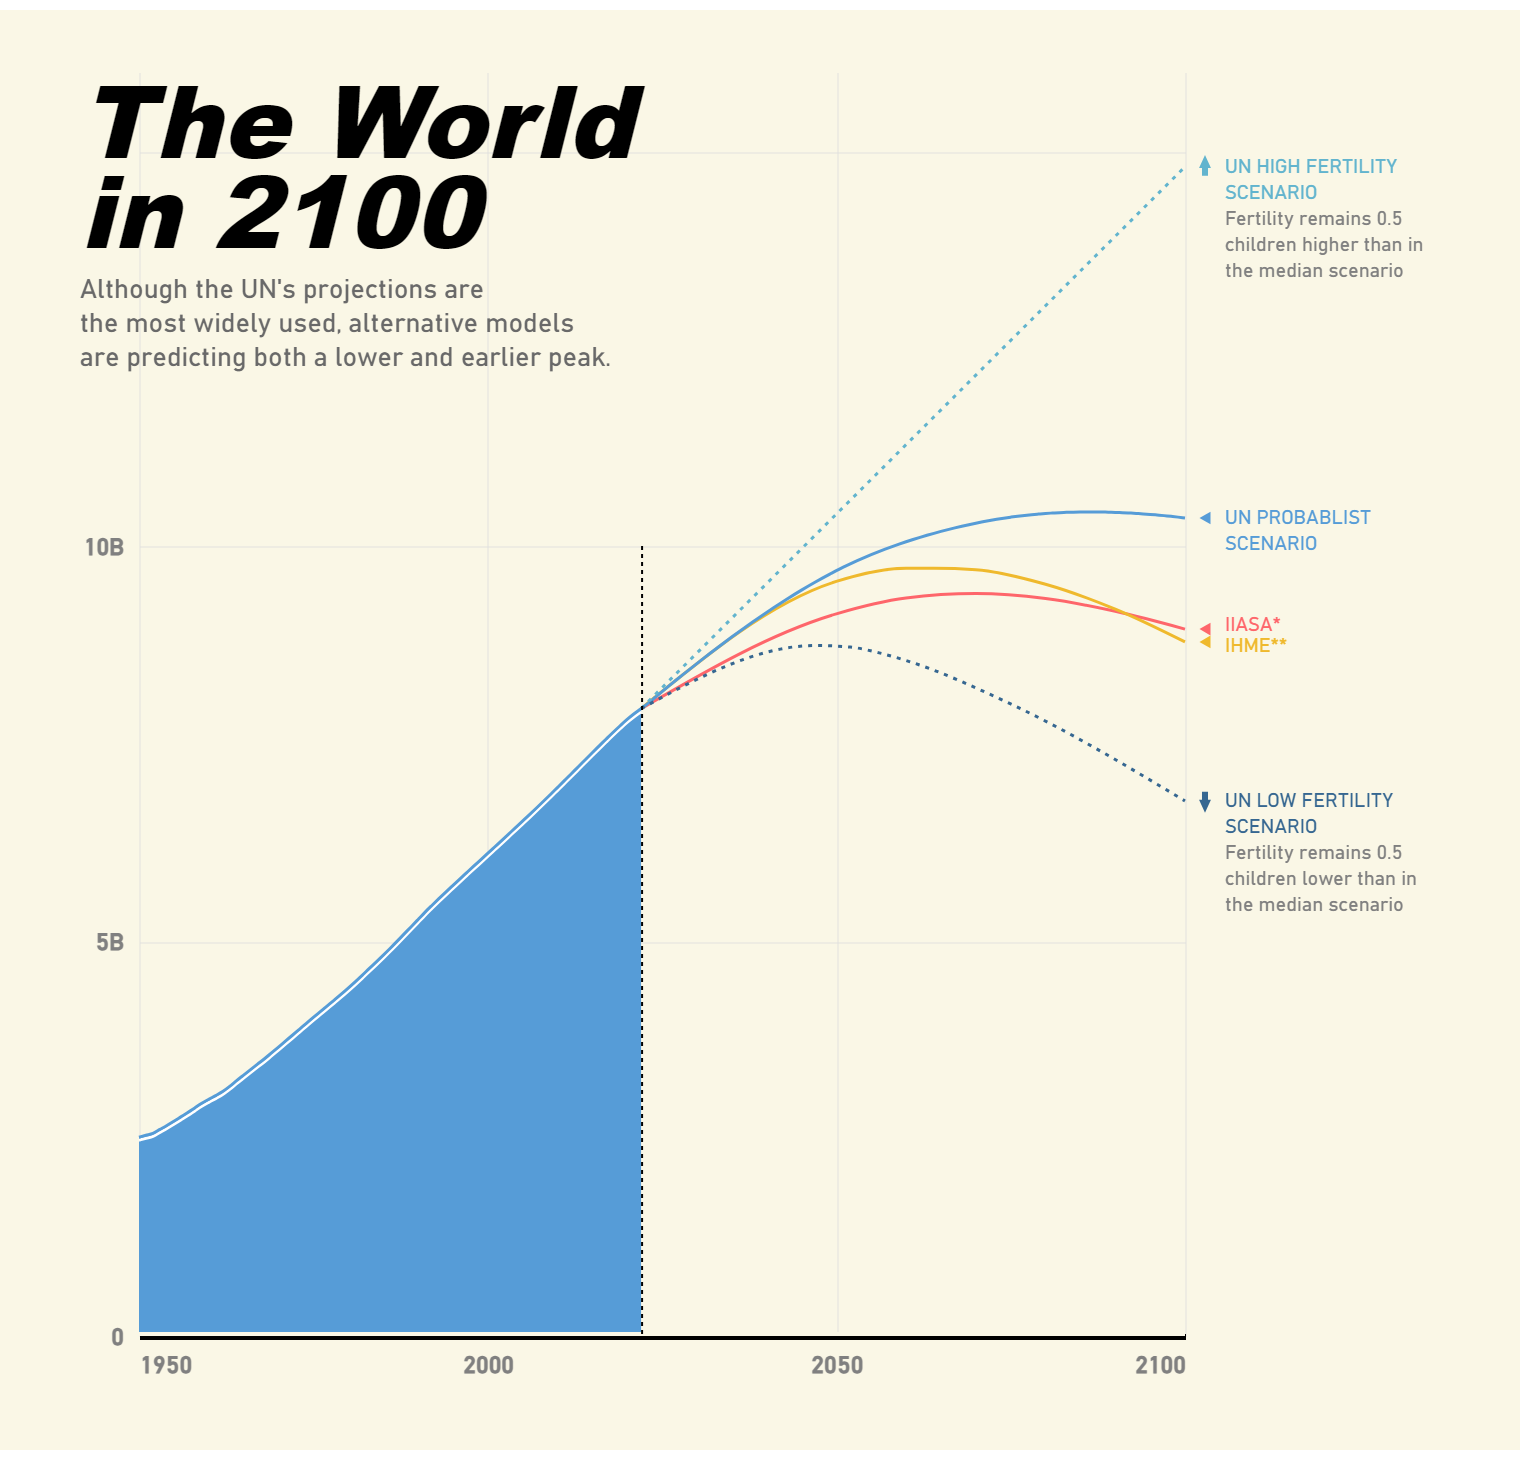 The World
in 2100
Although the UN's projections are
the most widely used, alternative models
are predicting both a lower and earlier peak.
UN HIGH FERTILITY
SCENARIO
Fertility remains 0.5
children higher than in
the median scenario
10B
UN PROBABLIST
SCENARIO
IIASA*
IHME**
UN LOW FERTILITY
SCENARIO
Fertility remains 0.5
children lower than in
the median scenario
5B
0
1950 2000 2050 2100